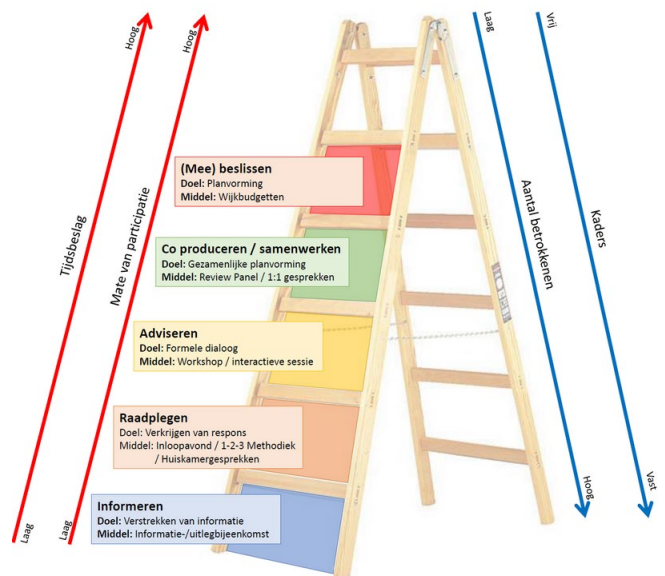 Hoog
Hoog
Laag
Vrij
Tijdsbeslag
Mate van participatie
Aantal betrokkenen
Kaders
(Mee) beslissen
Doel: Planvorming
Middel: Wijkbudgetten
Co produceren / samenwerken
Doel: Gezamenlijke planvorming
Middel: Review Panel / 1:1 gesprekken
Adviseren
Doel: Formele dialoog
Middel: Workshop / interactieve sessie
Raadplegen
Doel: Verkrijgen van respons
Middel: Inloopavond / 1-2-3 Methodiek
/ Huiskamergesprekken
Informeren
Doel: Verstrekken van informatie
Middel: Informatie-/uitlegbijeenkomst
Laag
Laag
Hoog
Vast